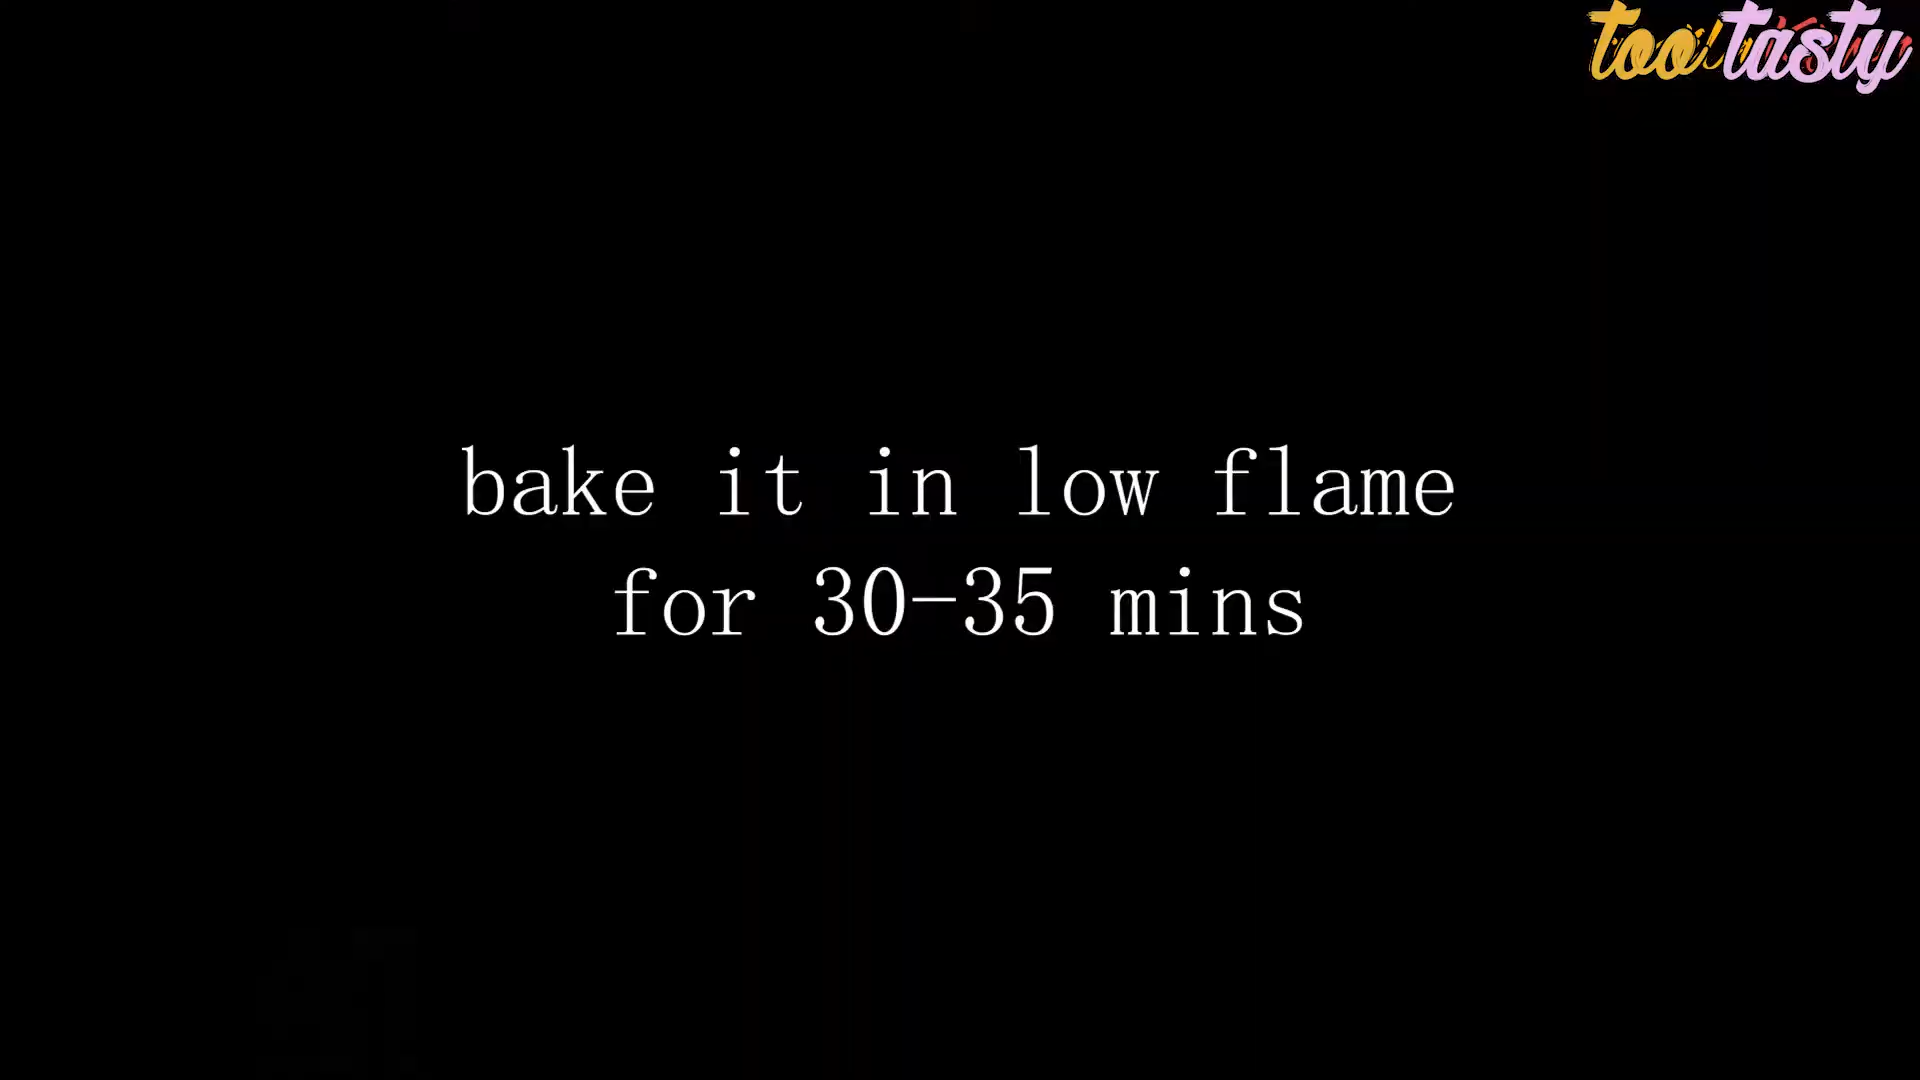 too tasty
bake it in low flame
for 30-35 mins